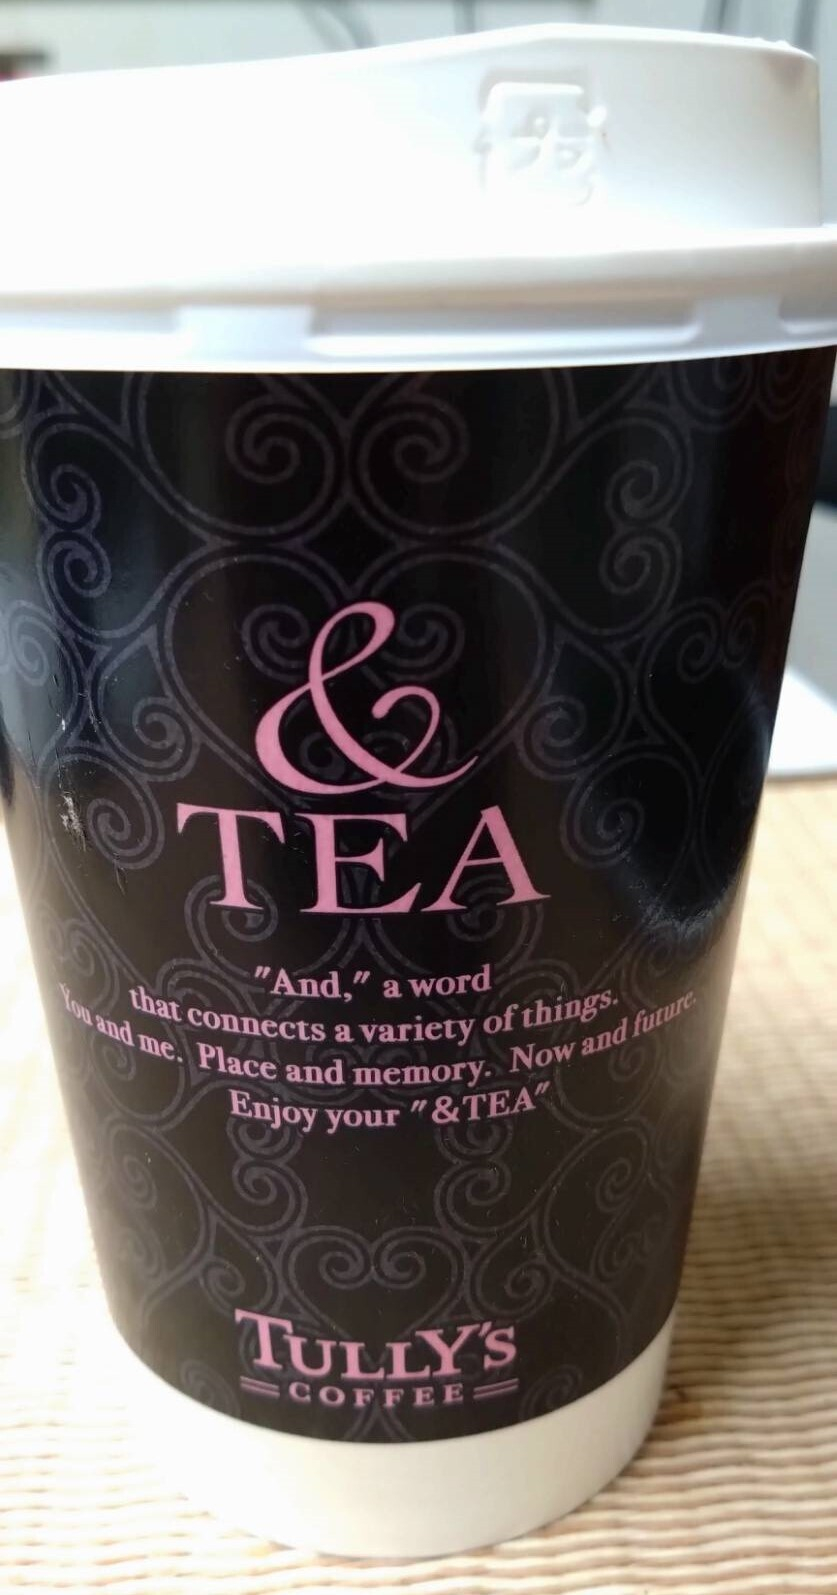 &
TEA
"And," a word
that connects a variety of things.
You and me. Place and memory. Now and future.
Enjoy your "&TEA"
TULLY'S
COFFEE